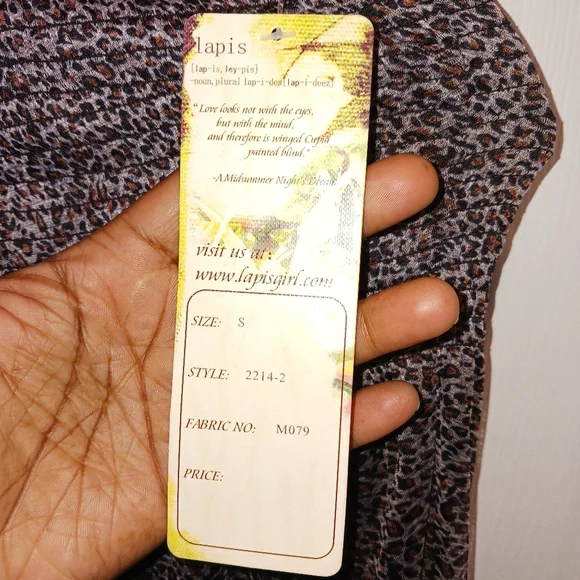 lapis
[lap-is, ley-pis]
-noun, plural lap-i-des[lap-i-deez]
"Love looks not with the eyes,
but with the mind,
and therefore is winged Cupid
painted blind."
-A Midsummer Night's Dream
visit us at:
www.lapisgirl.com
SIZE: S
STYLE: 2214-2
FABRIC NO: M079
PRICE: